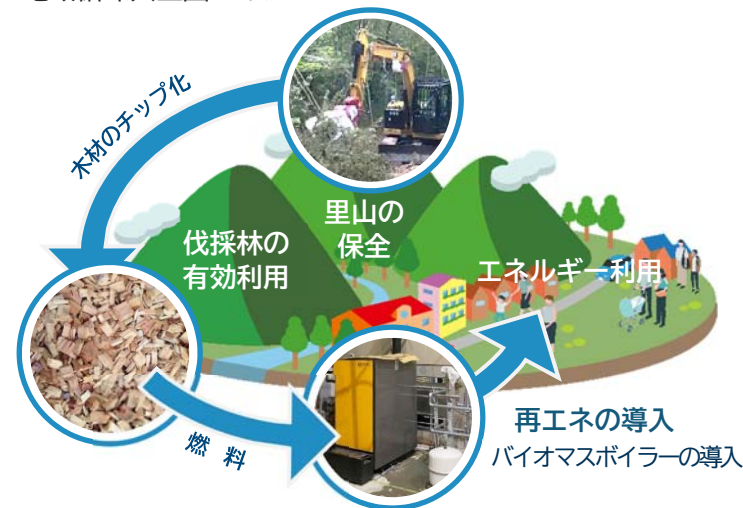 木材のチップ化
里山の
保全
伐採林の
有効利用
エネルギー利用
燃料
再エネの導入
バイオマスボイラーの導入